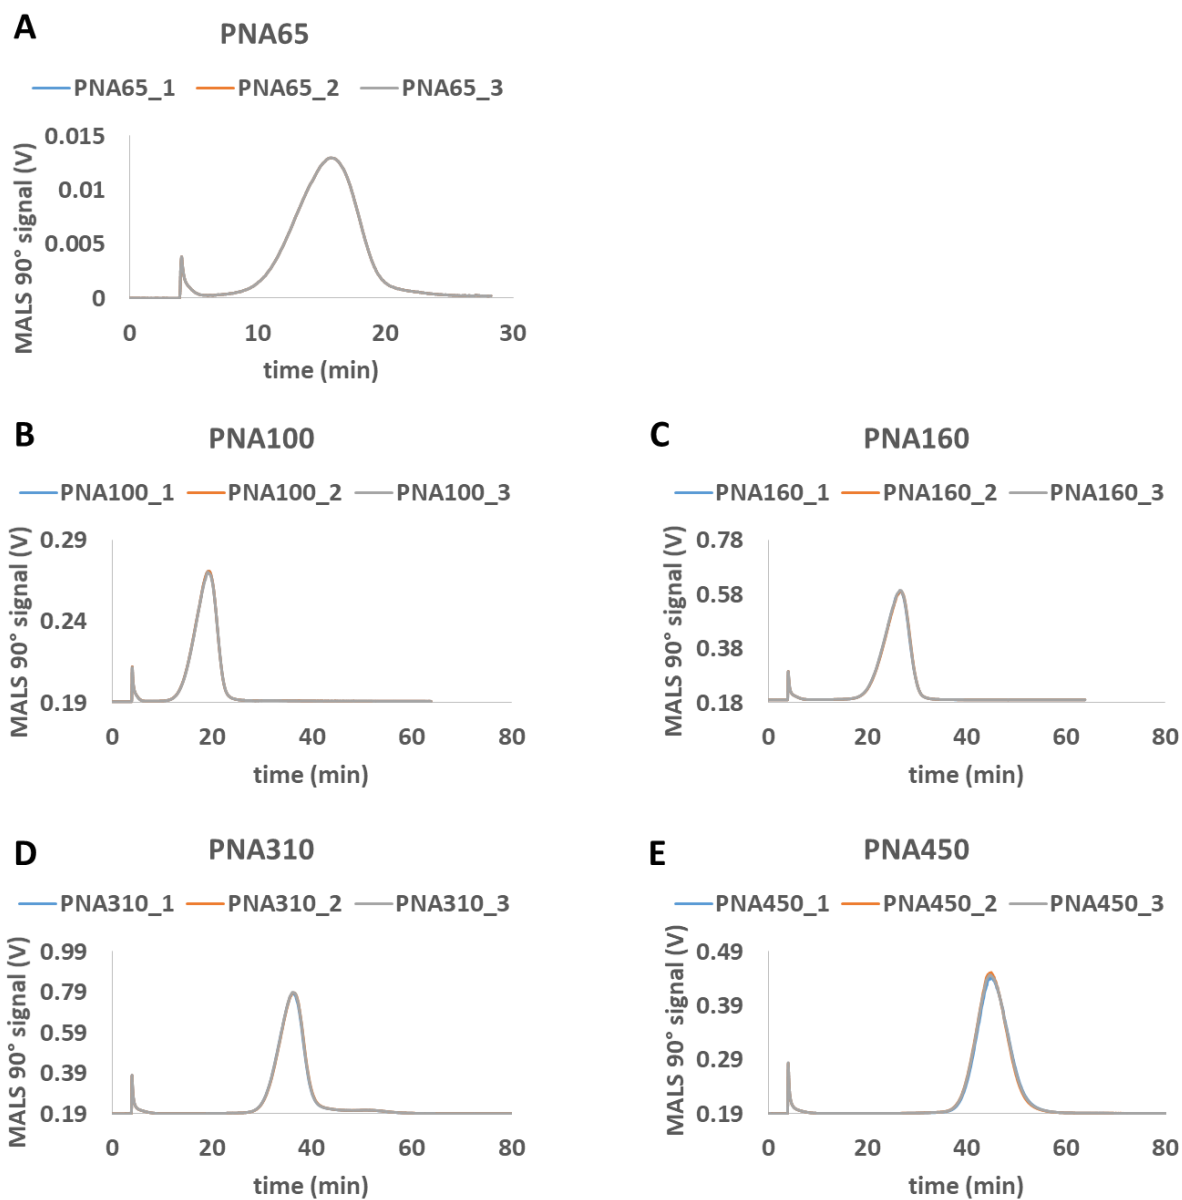 A
PNA65
PNA65_1 PNA65_2 PNA65_3
MALS 90° signal (V)
0.015
0.01
0.005
0
0 10 20 30
time (min)
B
PNA100
PNA100_1 PNA100_2 PNA100_3
MALS 90° signal (V)
0.29
0.24
0.19
0 20 40 60 80
time (min)
C
PNA160
PNA160_1 PNA160_2 PNA160_3
MALS 90° signal (V)
0.78
0.58
0.38
0.18
0 20 40 60 80
time (min)
D
PNA310
PNA310_1 PNA310_2 PNA310_3
MALS 90° signal (V)
0.99
0.79
0.59
0.39
0.19
0 20 40 60 80
time (min)
E
PNA450
PNA450_1 PNA450_2 PNA450_3
MALS 90° signal (V)
0.49
0.39
0.29
0.19
0 20 40 60 80
time (min)